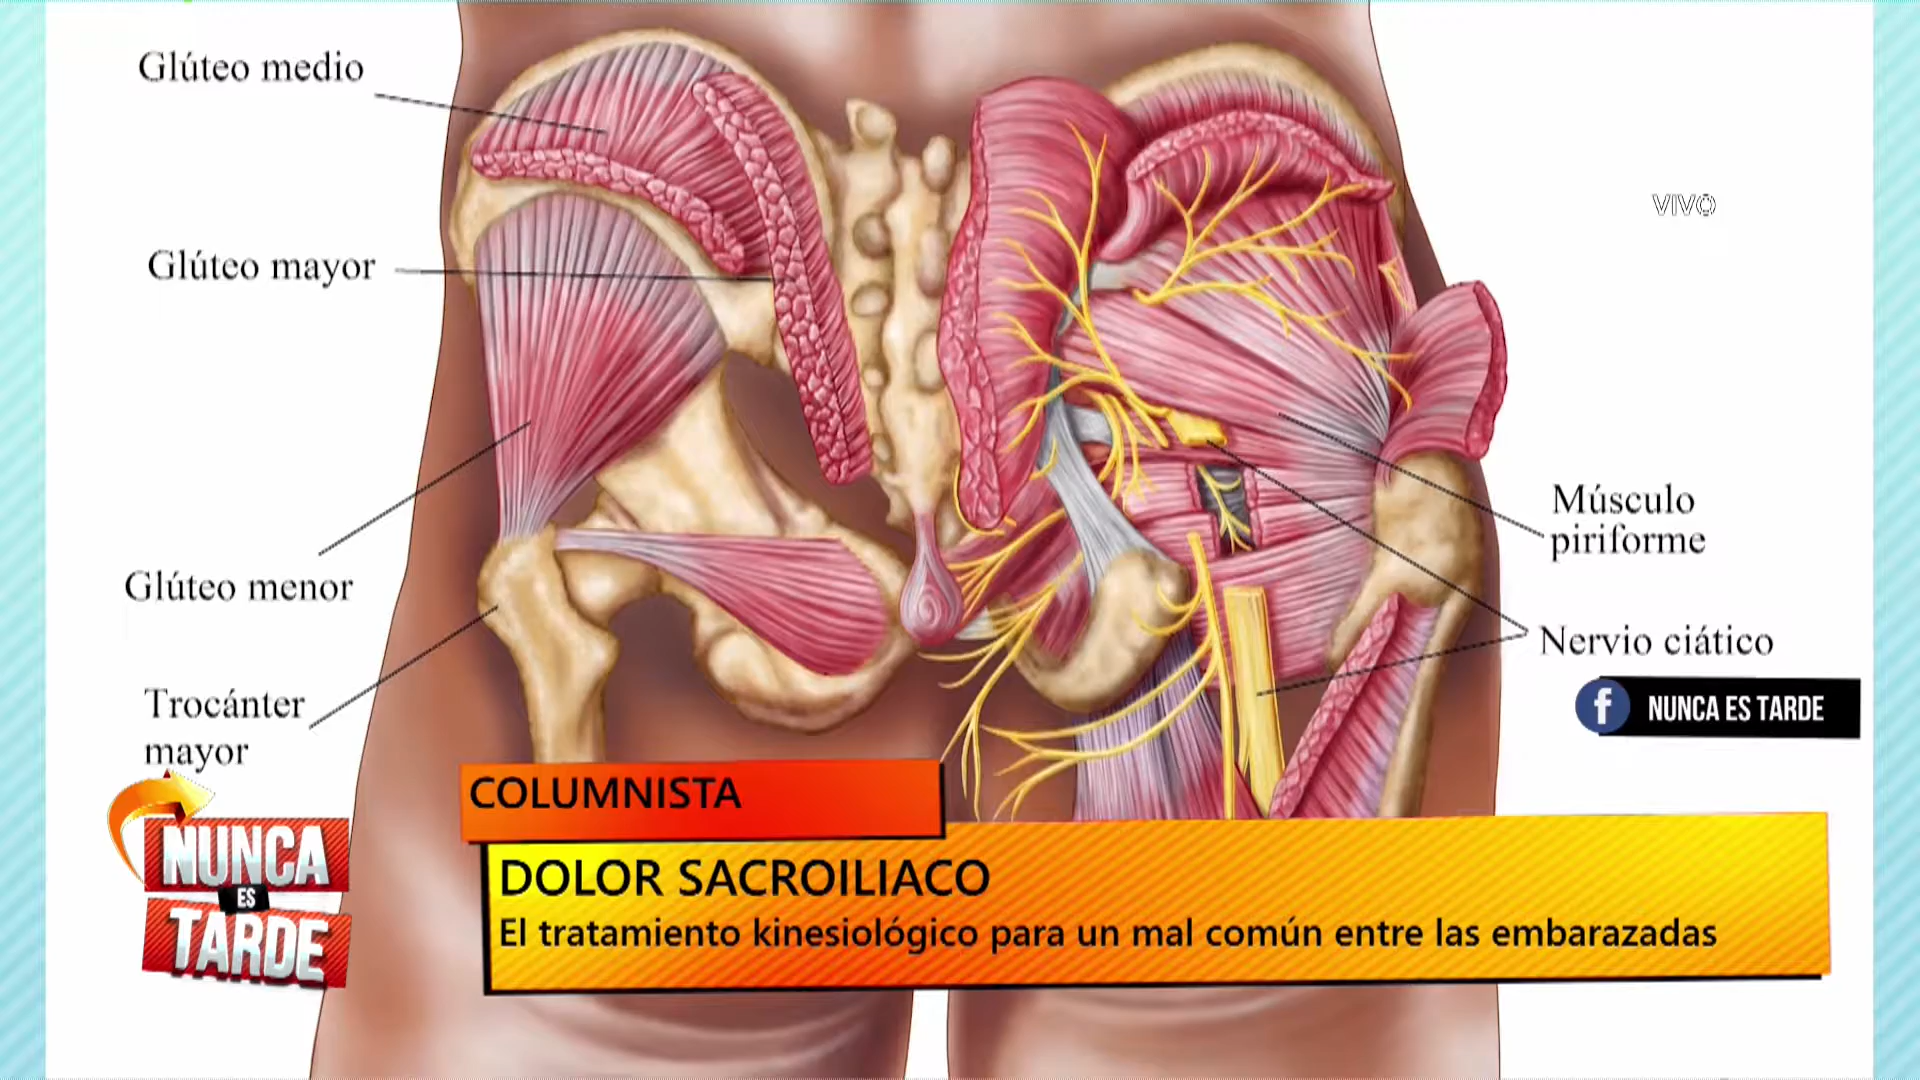 Glúteo medio
Glúteo mayor
VIVO
Músculo
piriforme
Glúteo menor
Nervio ciático
Trocánter
mayor
f NUNCA ES TARDE
COLUMNISTA
NUNCA
ES
TARDE
DOLOR SACROILIACO
El tratamiento kinesiológico para un mal común entre las embarazadas